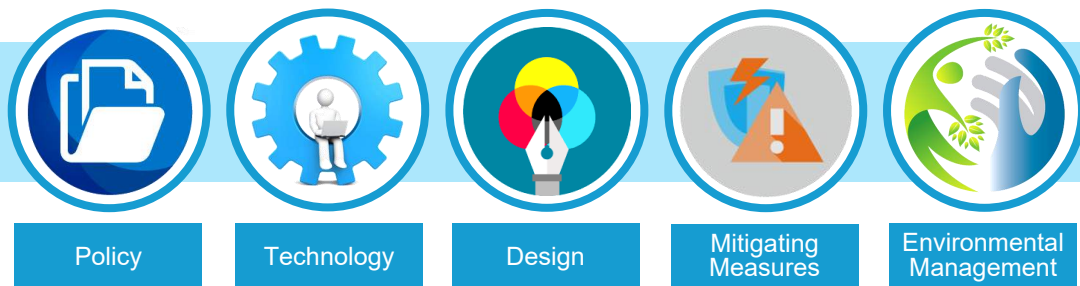 Policy
Technology
Design
Mitigating
Measures
Environmental
Management